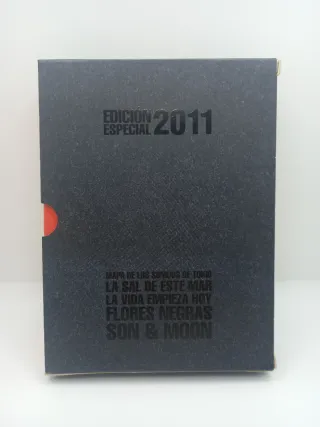 EDICION
ESPECIAL 2011
MAPA DE LOS SONIDOS DE TOKIO
LA SAL DE ESTE MAR
LA VIDA EMPIEZA HOY
FLORES NEGRAS
SON & MOON